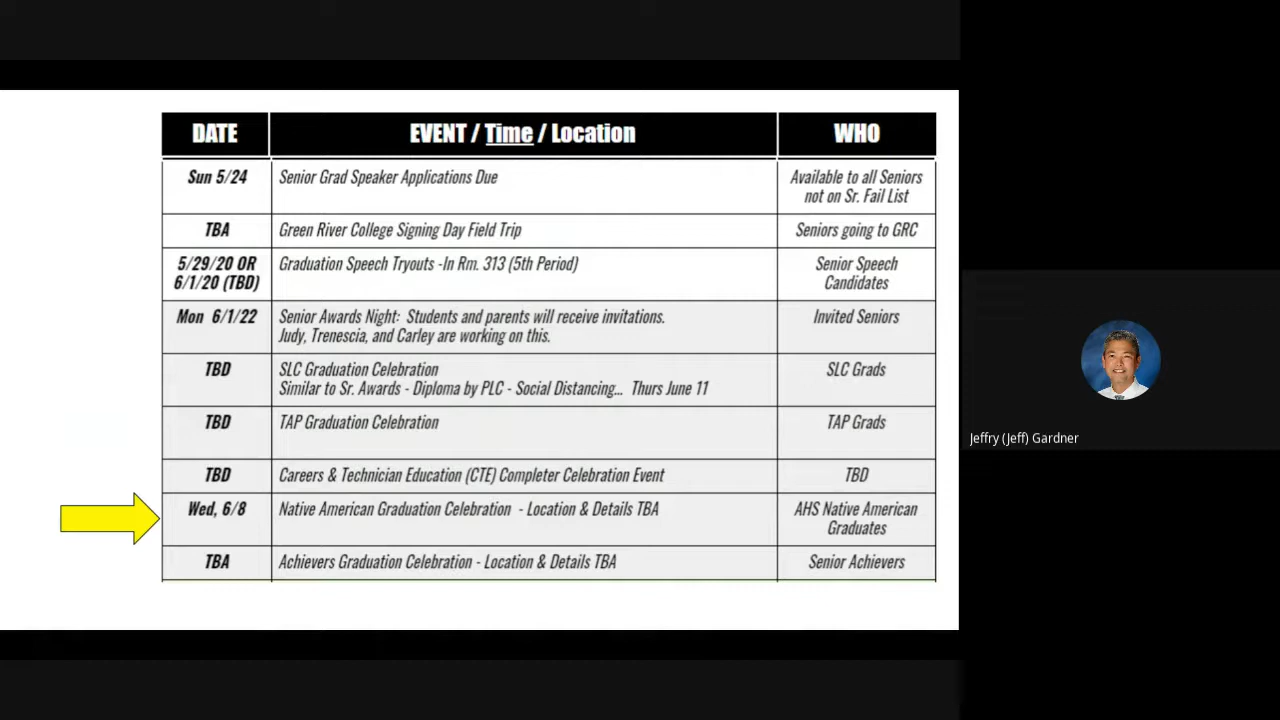 DATE EVENT / Time / Location WHO
Sun 5/24 Senior Grad Speaker Applications Due Available to all Seniors
not on Sr. Fail List
TBA Green River College Signing Day Field Trip Seniors going to GRC
5/29/20 OR Graduation Speech Tryouts -In Rm. 313 (5th Period) Senior Speech
6/1/20 (TBD) Candidates
Mon 6/1/22 Senior Awards Night: Students and parents will receive invitations. Invited Seniors
Judy, Trenescia, and Carley are working on this.
TBD SLC Graduation Celebration SLC Grads
Similar to Sr. Awards - Diploma by PLC - Social Distancing... Thurs June 11
TBD TAP Graduation Celebration TAP Grads
TBD Careers & Technician Education (CTE) Completer Celebration Event TBD
Wed, 6/8 Native American Graduation Celebration - Location & Details TBA AHS Native American
Graduates
TBA Achievers Graduation Celebration - Location & Details TBA Senior Achievers
Jeffry (Jeff) Gardner